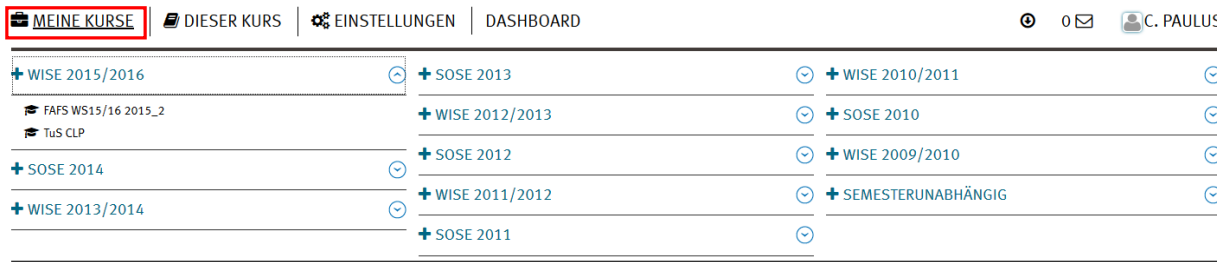 MEINE KURSE
DIESER KURS
EINSTELLUNGEN
DASHBOARD
0
C. PAULUS
WISE 2015/2016
FAFS WS15/16 2015_2
TuS CLP
SOSE 2014
WISE 2013/2014
SOSE 2013
WISE 2012/2013
SOSE 2012
WISE 2011/2012
SOSE 2011
WISE 2010/2011
SOSE 2010
WISE 2009/2010
SEMESTERUNABHÄNGIG